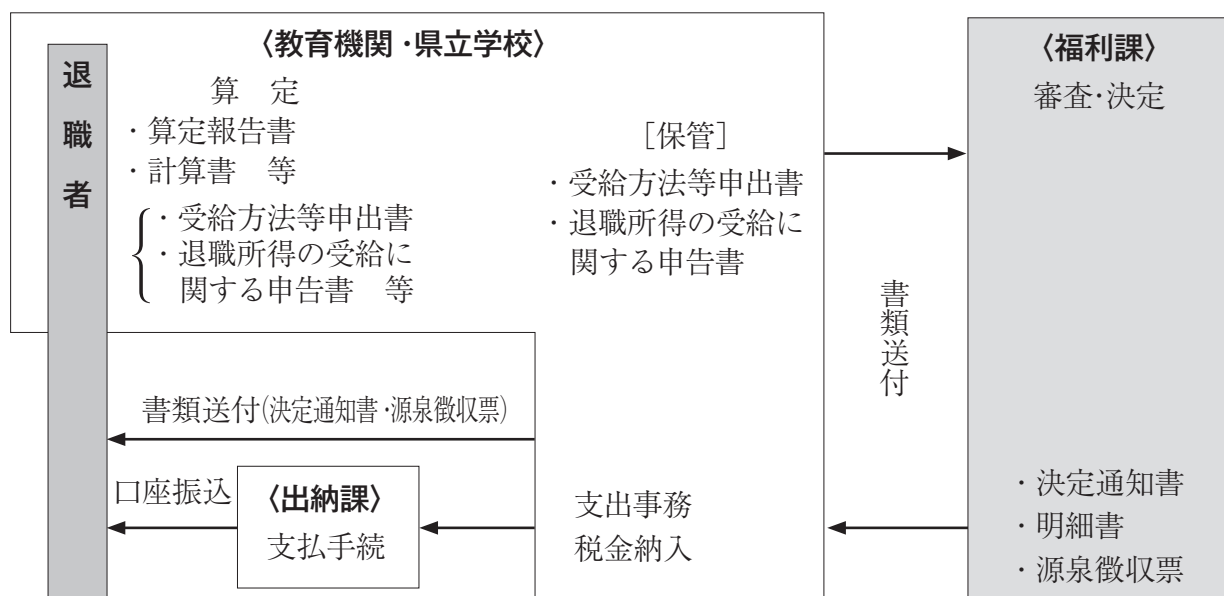 退職者
〈教育機関・県立学校〉
算　定
・算定報告書
・計算書　等
・受給方法等申出書
・退職所得の受給に
関する申告書　等
［保管］
・受給方法等申出書
・退職所得の受給に
関する申告書
書類送付
〈福利課〉
審査・決定
・決定通知書
・明細書
・源泉徴収票
書類送付(決定通知書・源泉徴収票)
口座振込
〈出納課〉
支払手続
支出事務
税金納入